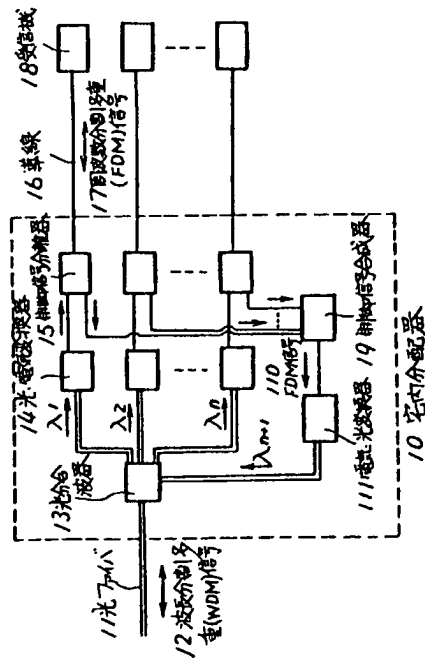 18受信機
16導線
17周波数分割多重
(FDM)信号
15制御信号分離器
14光・電気変換器
19制御信号合成器
110
FDM信号
111電気・光変換器
10宅内分配器
λ1
λ2
λn
λn+1
13光分合
波器
11光ファイバ
12波長分割多
重(WDM)信号